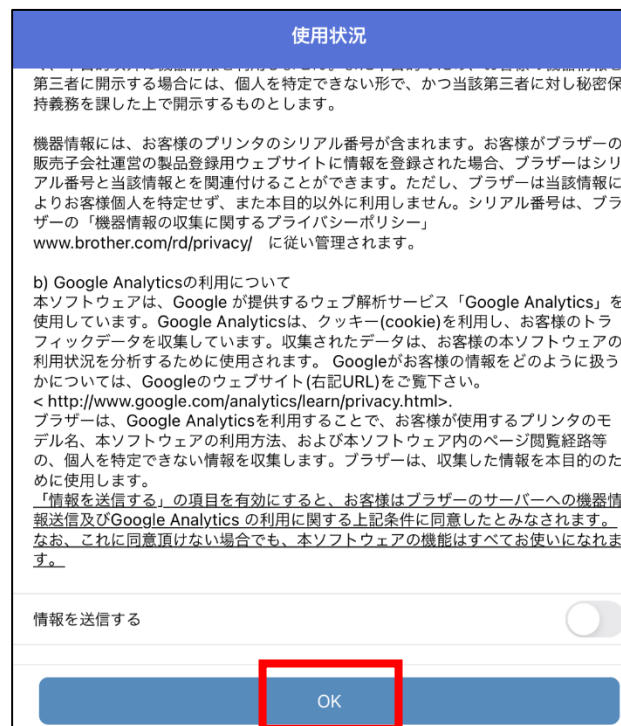 使用状況
第三者に開示する場合には、個人を特定できない形で、かつ当該第三者に対し秘密保
持義務を課した上で開示するものとします。
機器情報には、お客様のプリンタのシリアル番号が含まれます。お客様がブラザーの
販売子会社運営の製品登録用ウェブサイトに情報を登録された場合、ブラザーはシリ
アル番号と当該情報とを関連付けることができます。ただし、ブラザーは当該情報に
よりお客様個人を特定せず、また本目的以外に利用しません。シリアル番号は、ブラ
ザーの「機器情報の収集に関するプライバシーポリシー」
www.brother.com/rd/privacy/ に従い管理されます。
b) Google Analyticsの利用について
本ソフトウェアは、Google が提供するウェブ解析サービス「Google Analytics」を
使用しています。Google Analyticsは、クッキー(cookie)を利用し、お客様のトラ
フィックデータを収集しています。収集されたデータは、お客様の本ソフトウェアの
利用状況を分析するために使用されます。 Googleがお客様の情報をどのように扱う
かについては、Googleのウェブサイト(右記URL)をご覧下さい。
< http://www.google.com/analytics/learn/privacy.html>.
ブラザーは、Google Analyticsを利用することで、お客様が使用するプリンタのモ
デル名、本ソフトウェアの利用方法、および本ソフトウェア内のページ閲覧経路等
の、個人を特定できない情報を収集します。ブラザーは、収集した情報を本目的のた
めに使用します。
「情報を送信する」の項目を有効にすると、お客様はブラザーのサーバーへの機器情
報送信及びGoogle Analytics の利用に関する上記条件に同意したとみなされます。
なお、これに同意頂けない場合でも、本ソフトウェアの機能はすべてお使いになれま
す。
情報を送信する
OK